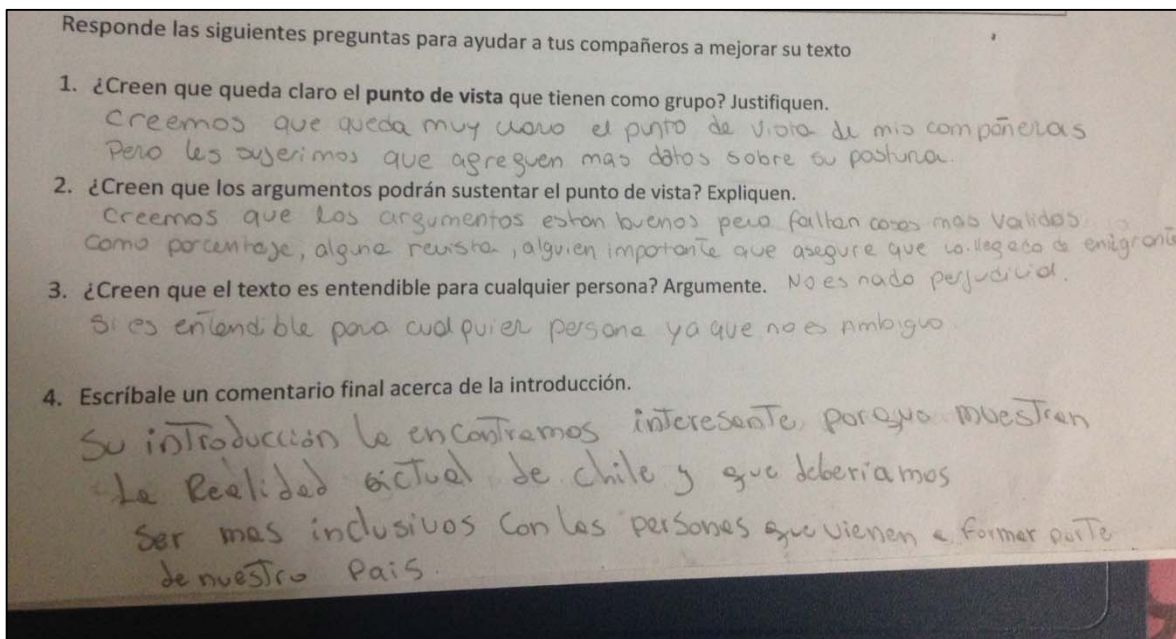 Responde las siguientes preguntas para ayudar a tus compañeros a mejorar su texto
1. ¿Creen que queda claro el punto de vista que tienen como grupo? Justifiquen.
Creemos que queda muy claro el punto de vista de mis compañeras
Pero les sujerimos que agreguen mas datos sobre su postura.
2. ¿Creen que los argumentos podrán sustentar el punto de vista? Expliquen.
Creemos que los argumentos estan buenos pero faltan cosas mas validas
como porcentaje, alguna revista, alguien importante que asegure que la llegada de emigrante
No es nada perjudicial.
3. ¿Creen que el texto es entendible para cualquier persona? Argumente.
Si es entendible para cualquier persona ya que no es Ambiguo.
4. Escríbale un comentario final acerca de la introducción.
Su introducción la encontramos interesante, porque muestran
La Realidad actual de chile y que deberiamos
Ser mas inclusivos con las personas que vienen a formar parte
de nuestro Pais.